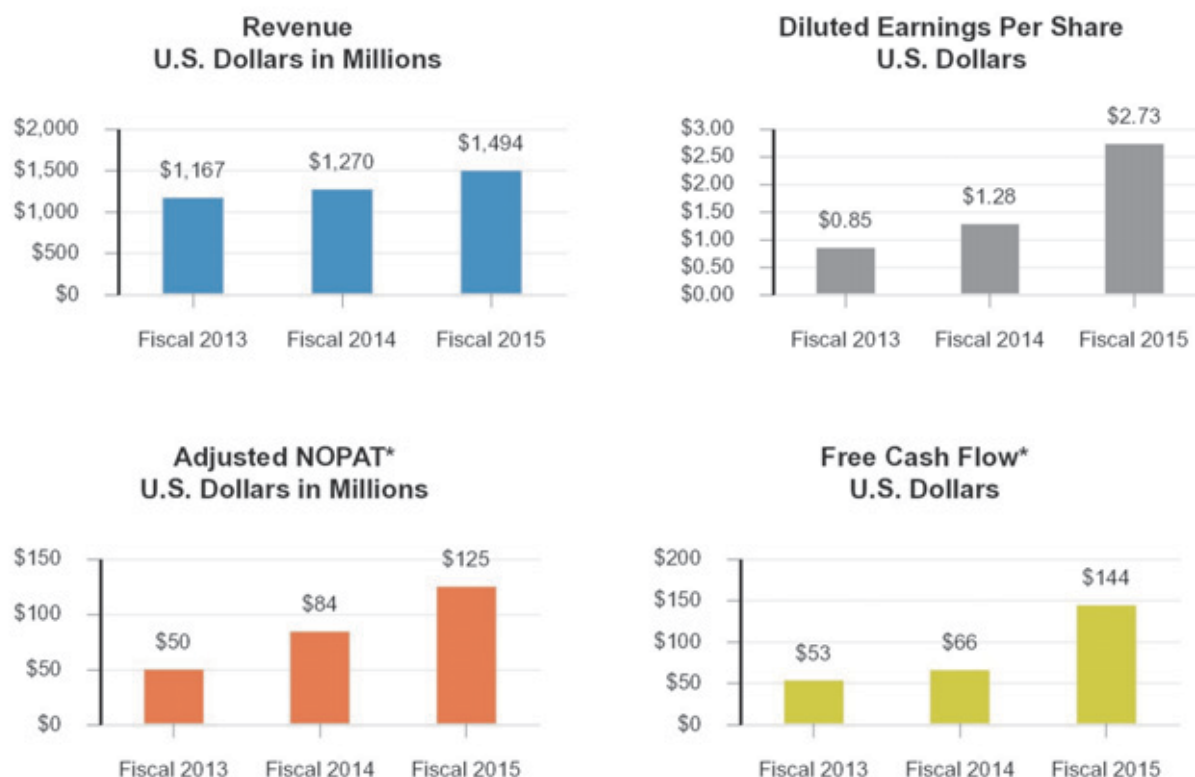 Revenue
U.S. Dollars in Millions
$2,000
$1,500
$1,000
$500
$0
$1,167
$1,270
$1,494
Fiscal 2013
Fiscal 2014
Fiscal 2015
Diluted Earnings Per Share
U.S. Dollars
$3.00
$2.50
$2.00
$1.50
$1.00
$0.50
$0.00
$0.85
$1.28
$2.73
Fiscal 2013
Fiscal 2014
Fiscal 2015
Adjusted NOPAT*
U.S. Dollars in Millions
$150
$100
$50
$0
$50
$84
$125
Fiscal 2013
Fiscal 2014
Fiscal 2015
Free Cash Flow*
U.S. Dollars
$200
$150
$100
$50
$0
$53
$66
$144
Fiscal 2013
Fiscal 2014
Fiscal 2015